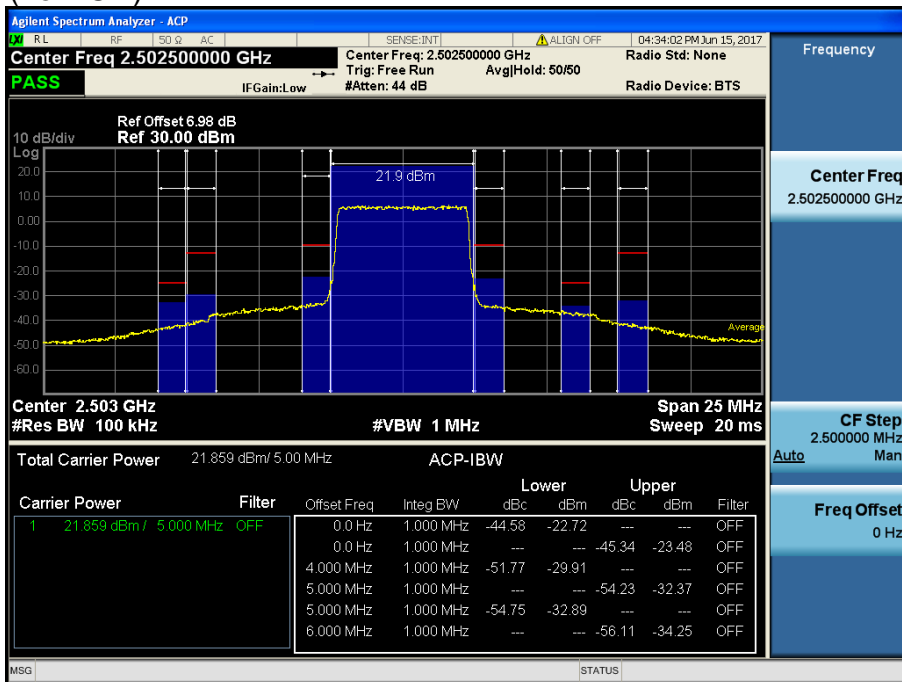 Agilent Spectrum Analyzer - ACP
RL RF 50 Ω AC SENSE:INT ALIGN OFF 04:34:02 PM Jun 15, 2017
Center Freq 2.502500000 GHz
Center Freq: 2.502500000 GHz Radio Std: None
Trig: Free Run Avg|Hold: 50/50
PASS IFGain:Low #Atten: 44 dB Radio Device: BTS
Frequency
Ref Offset 6.98 dB
10 dB/div Ref 30.00 dBm
Log
20.0
10.0
0.00
-10.0
-20.0
-30.0
-40.0
-50.0
-60.0
21.9 dBm
Average
Center 2.503 GHz Span 25 MHz
#Res BW 100 kHz #VBW 1 MHz Sweep 20 ms
Center Freq
2.502500000 GHz
CF Step
2.500000 MHz
Auto Man
Freq Offset
0 Hz
Total Carrier Power 21.859 dBm/ 5.00 MHz ACP-IBW
Lower Upper
Carrier Power Filter Offset Freq Integ BW dBc dBm dBc dBm Filter
1 21.859 dBm / 5.000 MHz OFF 0.0 Hz 1.000 MHz -44.58 -22.72 --- --- OFF
0.0 Hz 1.000 MHz --- --- -45.34 -23.48 OFF
4.000 MHz 1.000 MHz -51.77 -29.91 --- --- OFF
5.000 MHz 1.000 MHz --- --- -54.23 -32.37 OFF
5.000 MHz 1.000 MHz -54.75 -32.89 --- --- OFF
6.000 MHz 1.000 MHz --- --- -56.11 -34.25 OFF
MSG STATUS